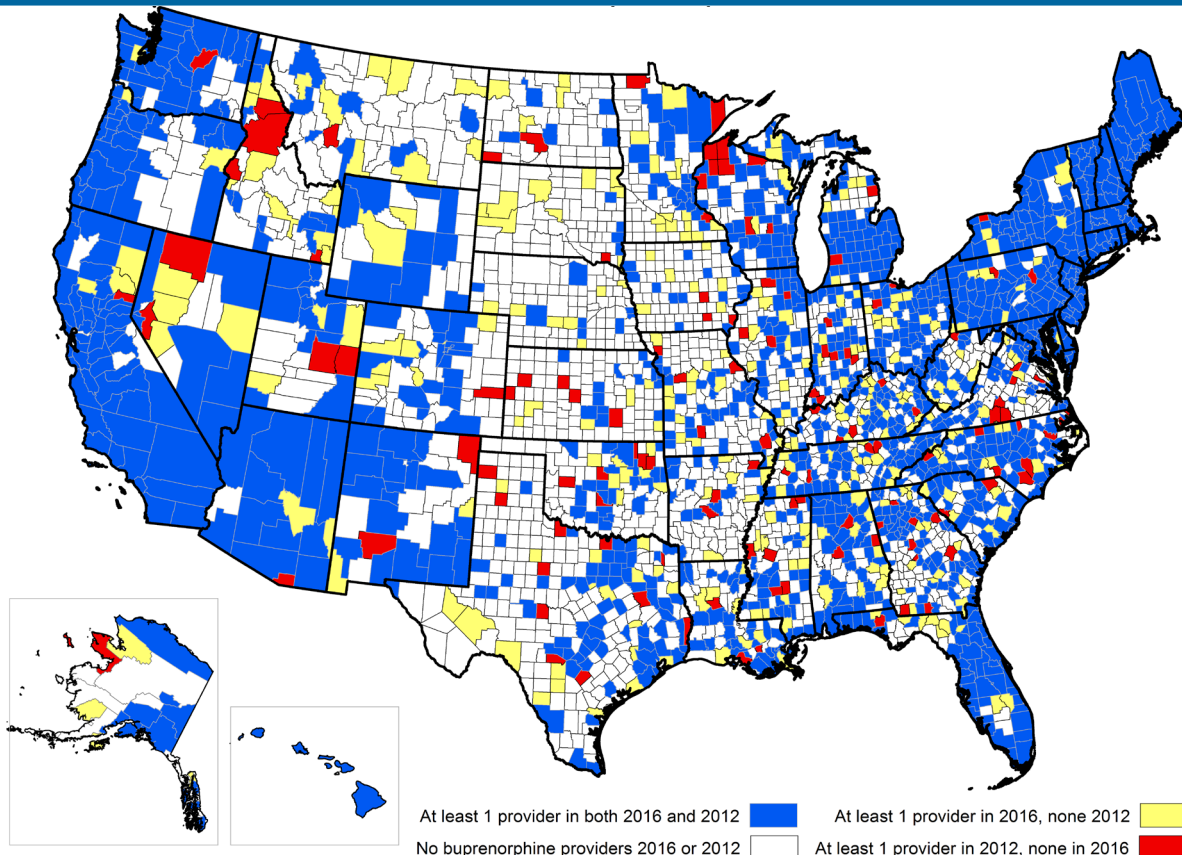 At least 1 provider in both 2016 and 2012
At least 1 provider in 2016, none 2012
No buprenorphine providers 2016 or 2012
At least 1 provider in 2012, none in 2016